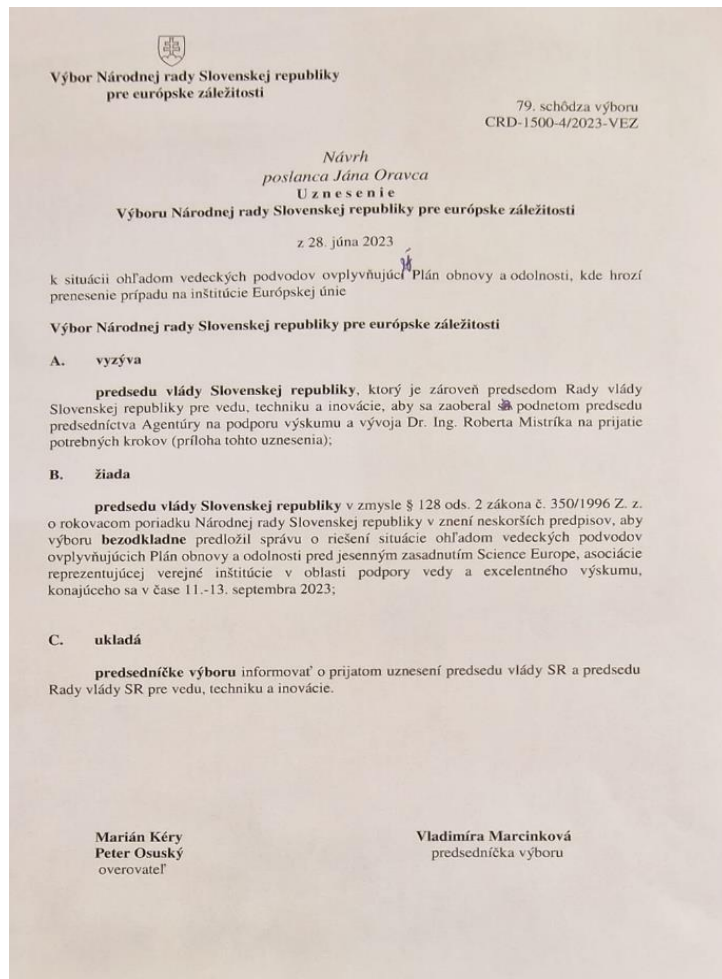 Výbor Národnej rady Slovenskej republiky
pre európske záležitosti
79. schôdza výboru
CRD-1500-4/2023-VEZ
Návrh
poslanca Jána Oravca
Uznesenie
Výboru Národnej rady Slovenskej republiky pre európske záležitosti
z 28. júna 2023
k situácii ohľadom vedeckých podvodov ovplyvňujúci Plán obnovy a odolnosti, kde hrozí
prenesenie prípadu na inštitúcie Európskej únie
Výbor Národnej rady Slovenskej republiky pre európske záležitosti
A. vyzýva
predsedu vlády Slovenskej republiky, ktorý je zároveň predsedom Rady vlády
Slovenskej republiky pre vedu, techniku a inovácie, aby sa zaoberal podnetom predsedu
predsedníctva Agentúry na podporu výskumu a vývoja Dr. Ing. Roberta Mistríka na prijatie
potrebných krokov (príloha tohto uznesenia);
B. žiada
predsedu vlády Slovenskej republiky v zmysle § 128 ods. 2 zákona č. 350/1996 Z. z.
o rokovacom poriadku Národnej rady Slovenskej republiky v znení neskorších predpisov, aby
výboru bezodkladne predložil správu o riešení situácie ohľadom vedeckých podvodov
ovplyvňujúcich Plán obnovy a odolnosti pred jesenným zasadnutím Science Europe, asociácie
reprezentujúcej verejné inštitúcie v oblasti podpory vedy a excelentného výskumu,
konajúceho sa v čase 11.-13. septembra 2023;
C. ukladá
predsedníčke výboru informovať o prijatom uznesení predsedu vlády SR a predsedu
Rady vlády SR pre vedu, techniku a inovácie.
Marián Kéry
Peter Osuský
overovateľ
Vladimíra Marcinková
predsedníčka výboru